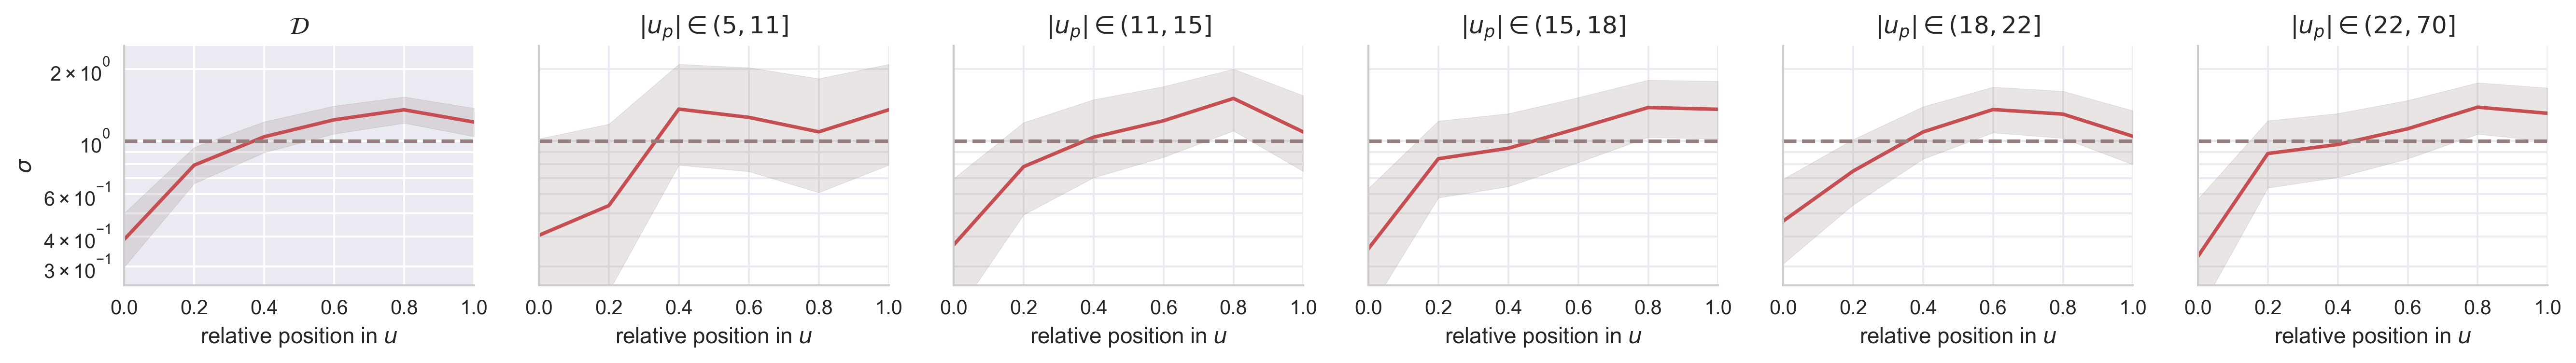 𝒟
|u_p| ∈ (5, 11]
|u_p| ∈ (11, 15]
|u_p| ∈ (15, 18]
|u_p| ∈ (18, 22]
|u_p| ∈ (22, 70]
σ
2 × 10⁰
10⁰
6 × 10⁻¹
4 × 10⁻¹
3 × 10⁻¹
0.0 0.2 0.4 0.6 0.8 1.0
0.0 0.2 0.4 0.6 0.8 1.0
0.0 0.2 0.4 0.6 0.8 1.0
0.0 0.2 0.4 0.6 0.8 1.0
0.0 0.2 0.4 0.6 0.8 1.0
0.0 0.2 0.4 0.6 0.8 1.0
relative position in u
relative position in u
relative position in u
relative position in u
relative position in u
relative position in u